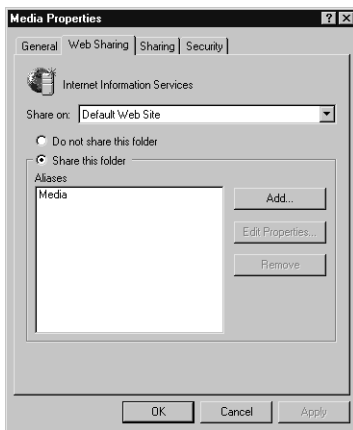 Media Properties
General Web Sharing Sharing Security
Internet Information Services
Share on: Default Web Site
Do not share this folder
Share this folder
Aliases
Media
Add...
Edit Properties...
Remove
OK Cancel Apply